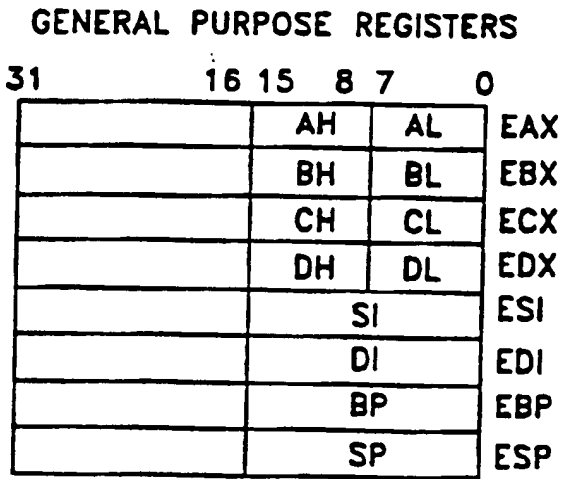 GENERAL PURPOSE REGISTERS
31 16 15 8 7 0
AH AL EAX
BH BL EBX
CH CL ECX
DH DL EDX
SI ESI
DI EDI
BP EBP
SP ESP